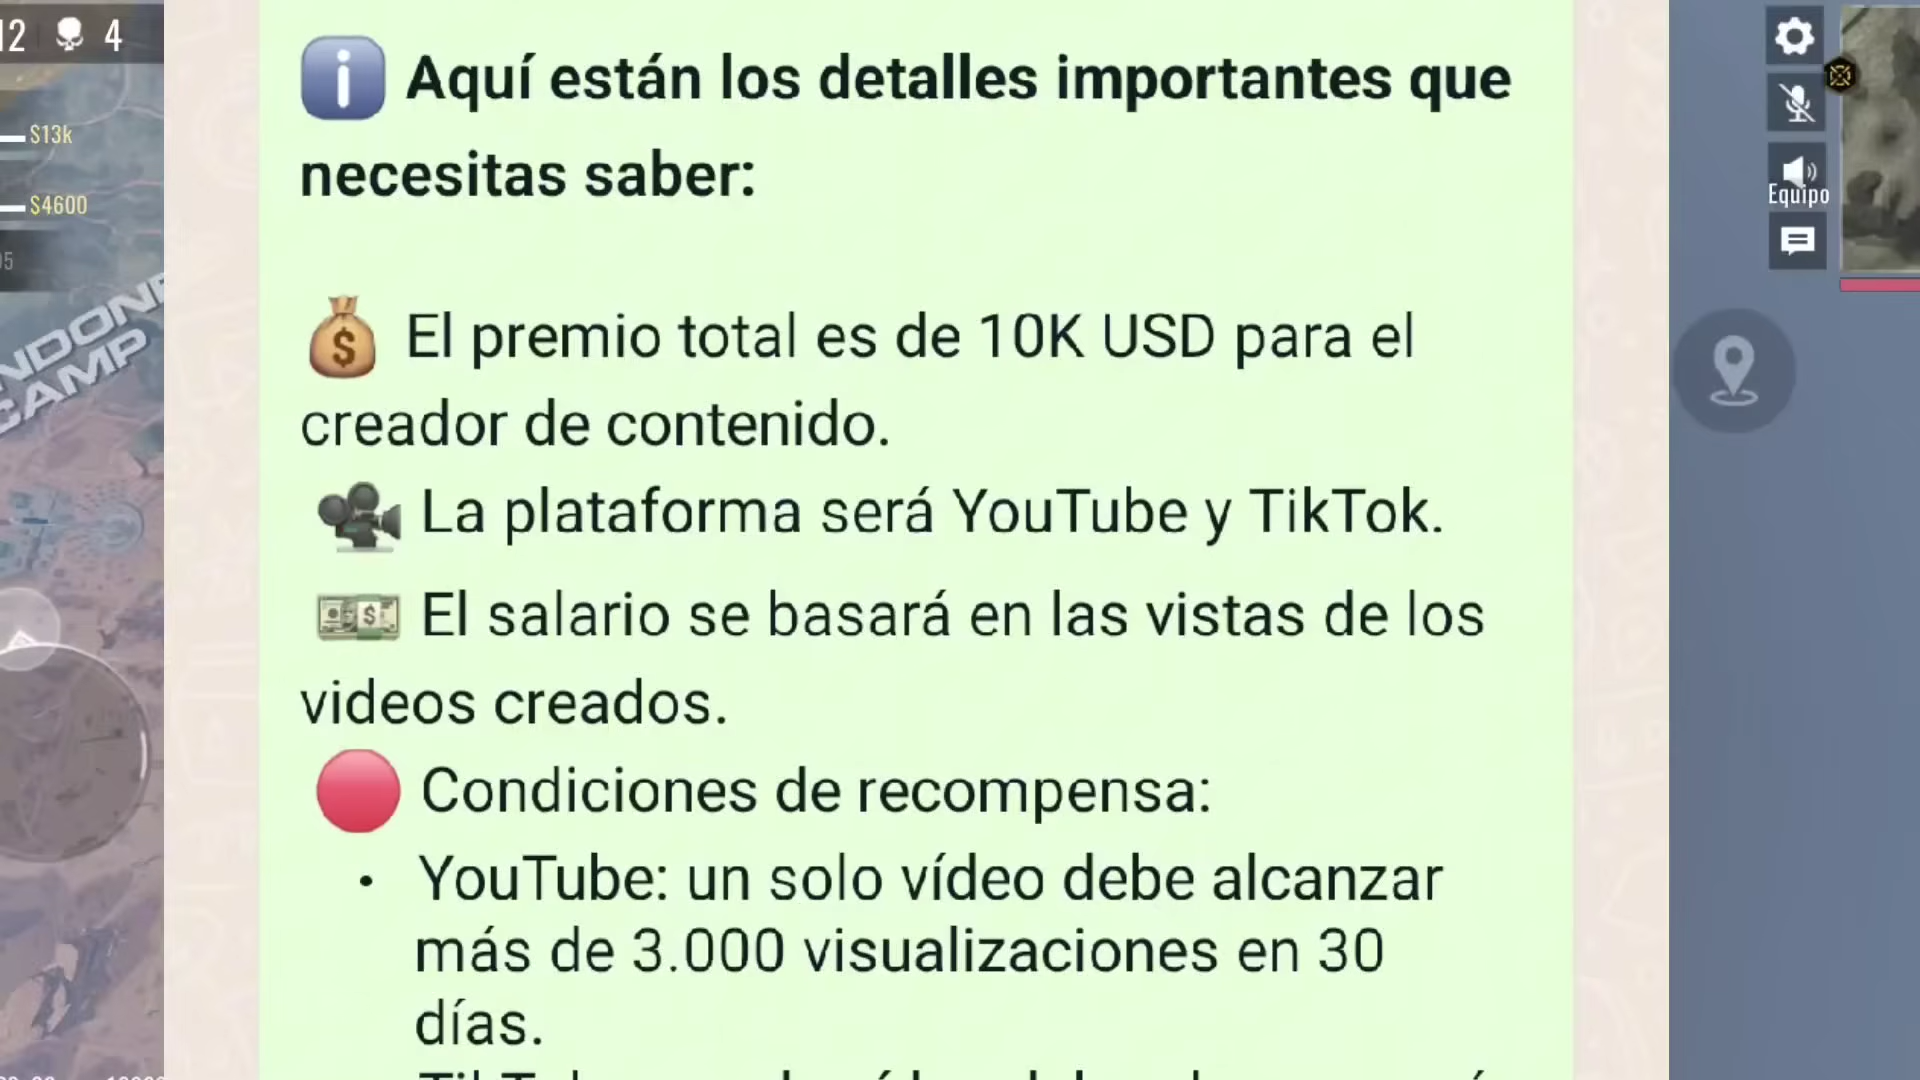 12 4
$13k
$4600
Equipo
CAMP
ℹ️ Aquí están los detalles importantes que
necesitas saber:
💰 El premio total es de 10K USD para el
creador de contenido.
🎥 La plataforma será YouTube y TikTok.
💵 El salario se basará en las vistas de los
videos creados.
🔴 Condiciones de recompensa:
• YouTube: un solo vídeo debe alcanzar
más de 3.000 visualizaciones en 30
días.